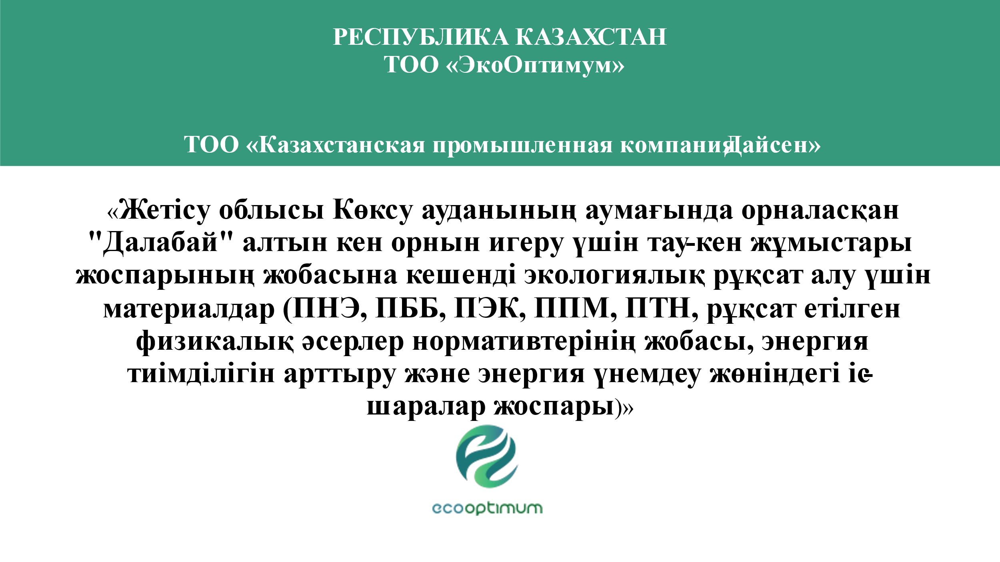 РЕСПУБЛИКА КАЗАХСТАН
ТОО «ЭкоОптимум»
ТОО «Казахстанская промышленная компания Дайсен»
«Жетісу облысы Көксу ауданының аумағында орналасқан
"Далабай" алтын кен орнын игеру үшін тау-кен жұмыстары
жоспарының жобасына кешенді экологиялық рұқсат алу үшін
материалдар (ПНЭ, ПББ, ПЭК, ППМ, ПТН, рұқсат етілген
физикалық әсерлер нормативтерінің жобасы, энергия
тиімділігін арттыру және энергия үнемдеу жөніндегі іс-
шаралар жоспары)»
ecooptimum